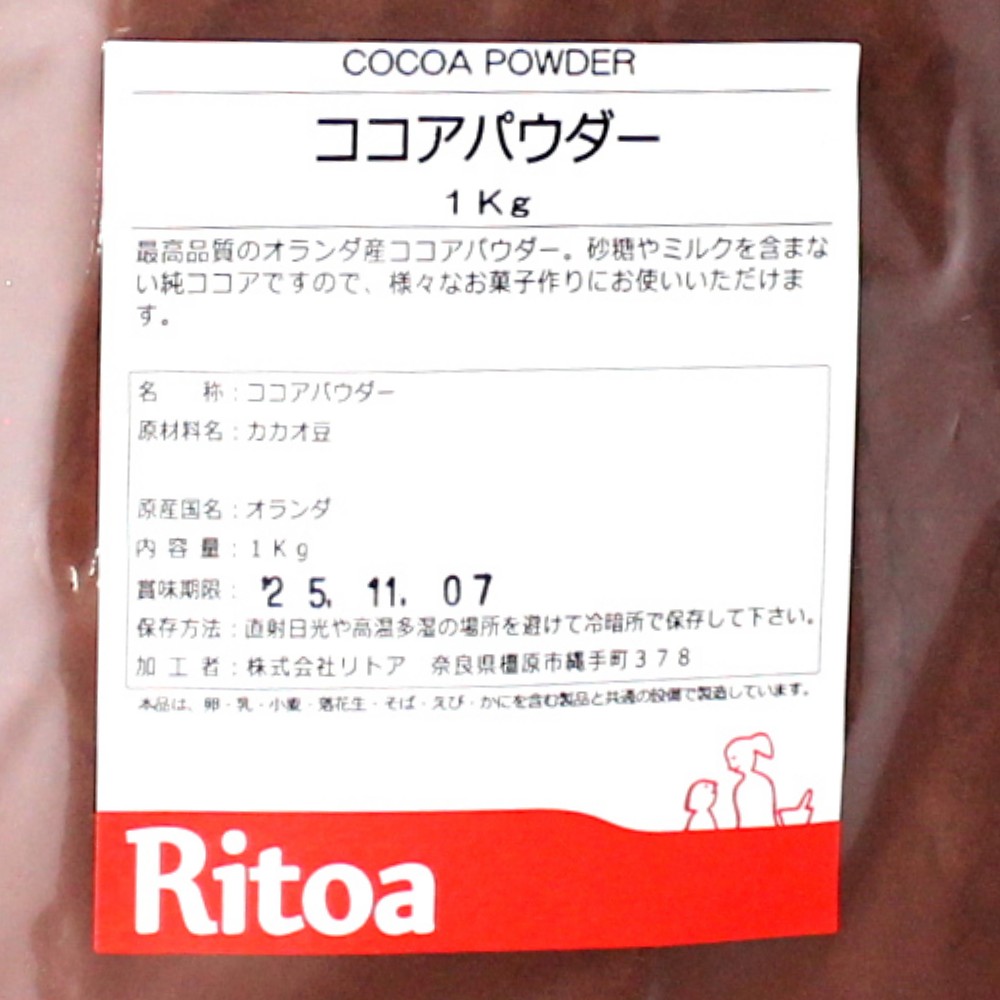 COCOA POWDER
ココアパウダー
1Kg
最高品質のオランダ産ココアパウダー。砂糖やミルクを含まな
い純ココアですので、様々なお菓子作りにお使いいただけま
す。
名　　称：ココアパウダー
原材料名：カカオ豆
原産国名：オランダ
内 容 量：1Kg
賞味期限： '25. 11. 07
保存方法：直射日光や高温多湿の場所を避けて冷暗所で保存して下さい。
加 工 者：株式会社リトア　奈良県橿原市縄手町378
本品は、卵・乳・小麦・落花生・そば・えび・かにを含む製品と共通の設備で製造しています。
Ritoa